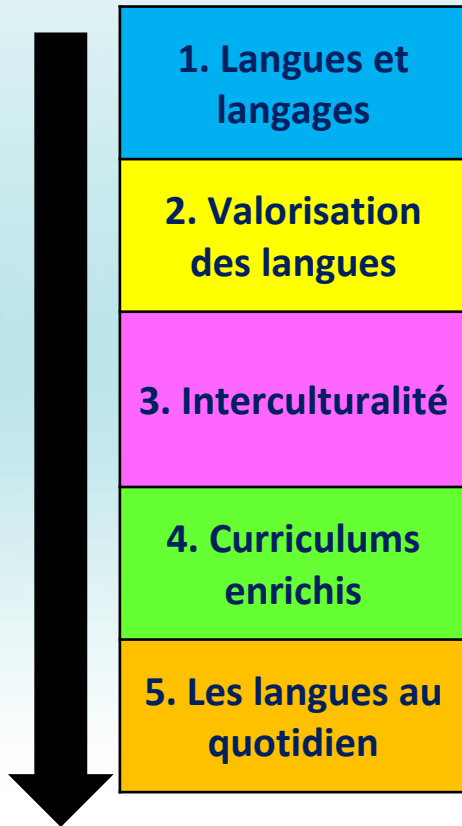 1. Langues et
langages
2. Valorisation
des langues
3. Interculturalité
4. Curriculums
enrichis
5. Les langues au
quotidien